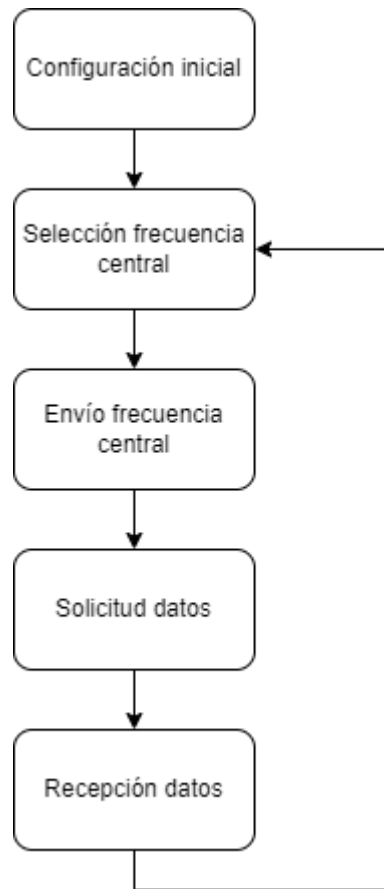 Configuración inicial
Selección frecuencia
central
Envío frecuencia
central
Solicitud datos
Recepción datos